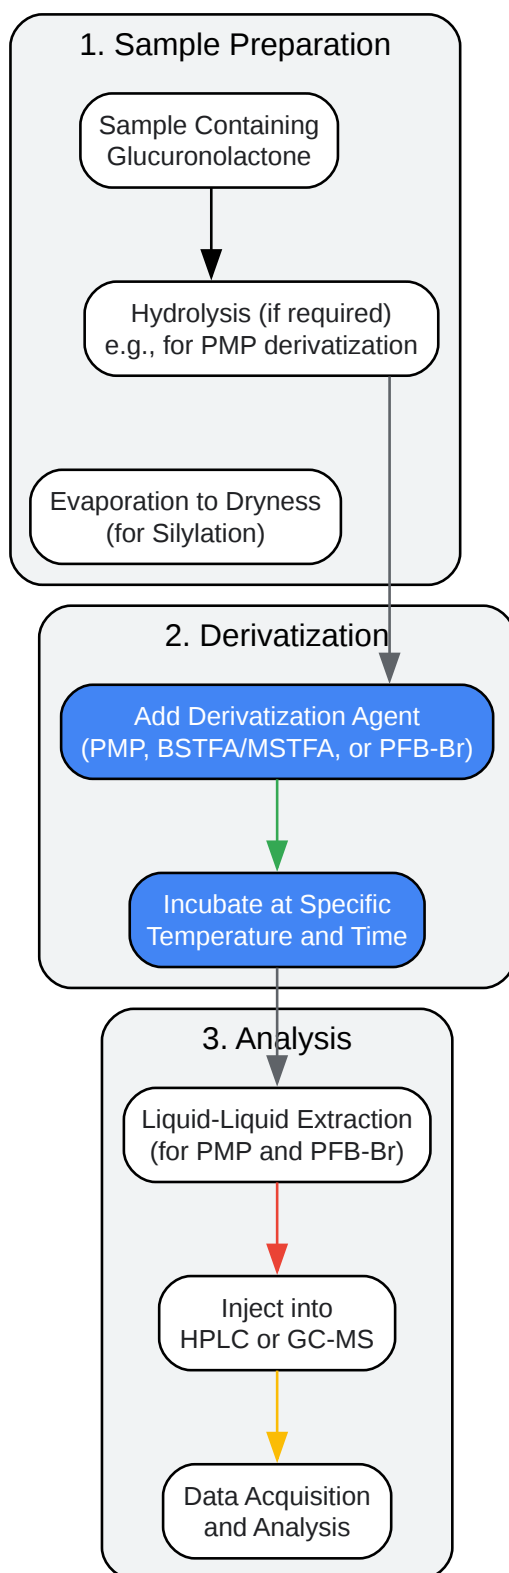 1. Sample Preparation
Sample Containing
Glucuronolactone
Hydrolysis (if required)
e.g., for PMP derivatization
Evaporation to Dryness
(for Silylation)
2. Derivatization
Add Derivatization Agent
(PMP, BSTFA/MSTFA, or PFB-Br)
Incubate at Specific
Temperature and Time
3. Analysis
Liquid-Liquid Extraction
(for PMP and PFB-Br)
Inject into
HPLC or GC-MS
Data Acquisition
and Analysis